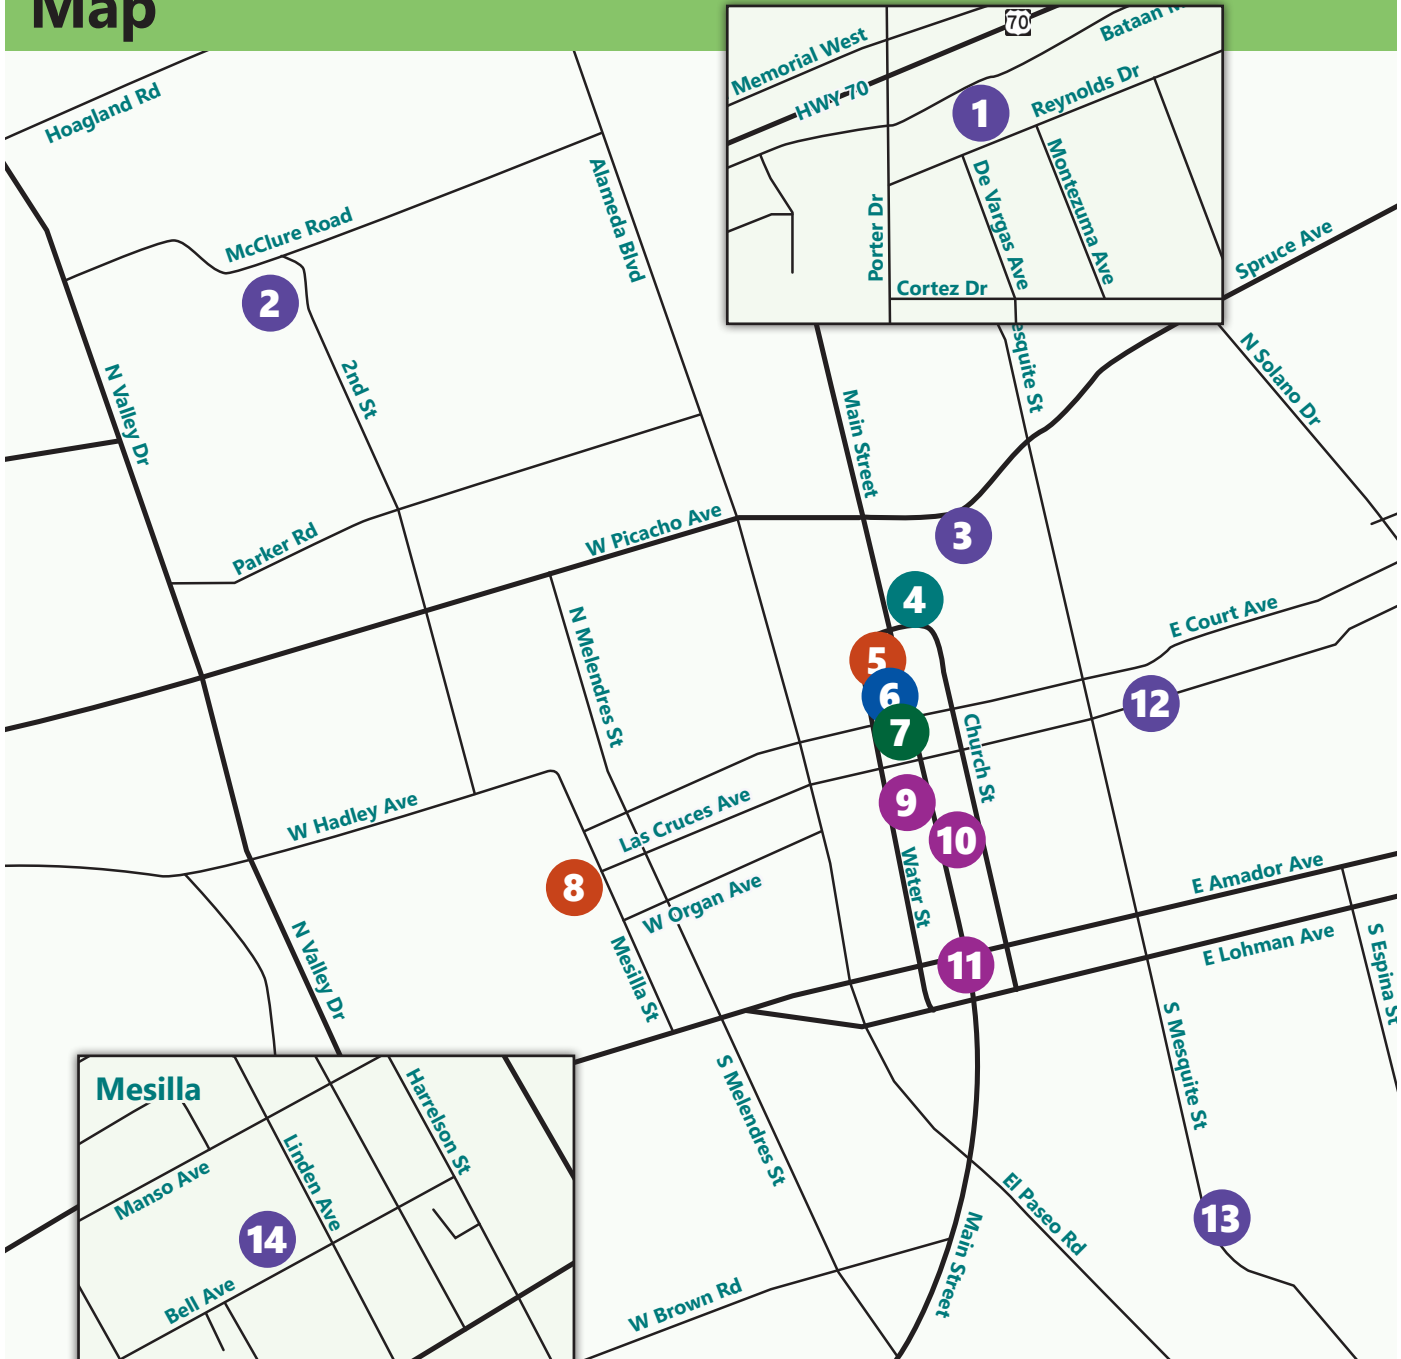 Map
70
Memorial West
Bataan
HWY 70
1
Reynolds Dr
De Vargas Ave
Montezuma Ave
Porter Dr
Cortez Dr
Hoagland Rd
Alameda Blvd
McClure Road
2
Spruce Ave
N Valley Dr
2nd St
Main Street
esquite St
N Solano Dr
W Picacho Ave
Parker Rd
3
4
N Melendres St
E Court Ave
5
6
7
12
Church St
W Hadley Ave
Las Cruces Ave
9
10
8
W Organ Ave
Water St
E Amador Ave
E Lohman Ave
S Espina St
N Valley Dr
Mesilla St
11
S Mesquite St
S Melendres St
Mesilla
Harrelson St
Linden Ave
Manso Ave
14
Bell Ave
El Paseo Rd
13
Main Street
W Brown Rd